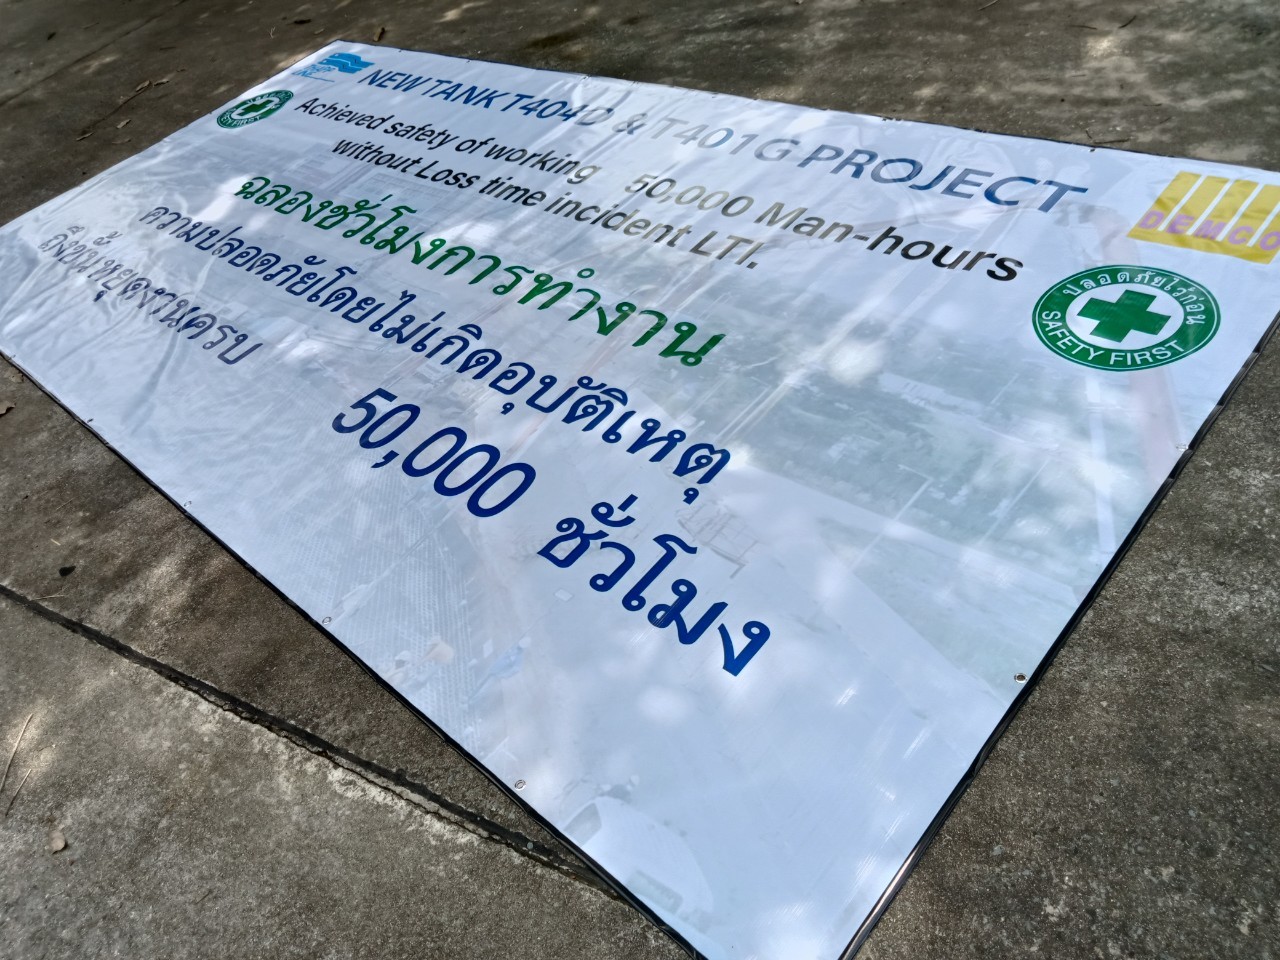 NEW TANK T404D & T401G PROJECT
DEMCO
Achieved safety of working 50,000 Man-hours
without Loss time incident LTI.
SAFETY FIRST
ปลอดภัยไว้ก่อน
SAFETY FIRST
ฉลองชั่วโมงการทำงาน
ความปลอดภัยโดยไม่เกิดอุบัติเหตุ
ถึงขั้นหยุดงานครบ
50,000 ชั่วโมง